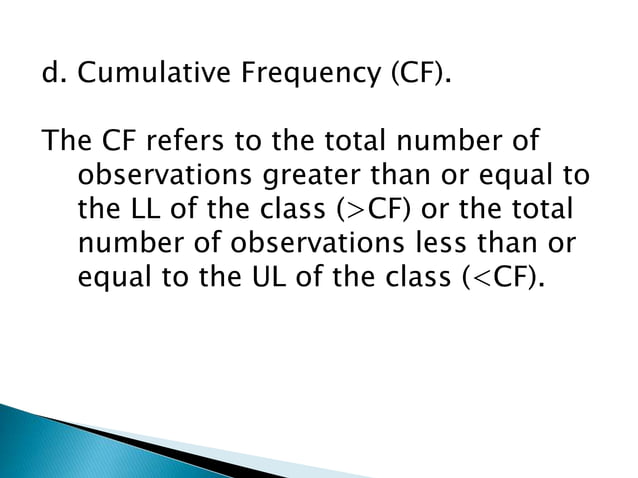 d. Cumulative Frequency (CF).
The CF refers to the total number of
observations greater than or equal to
the LL of the class (>CF) or the total
number of observations less than or
equal to the UL of the class (<CF).